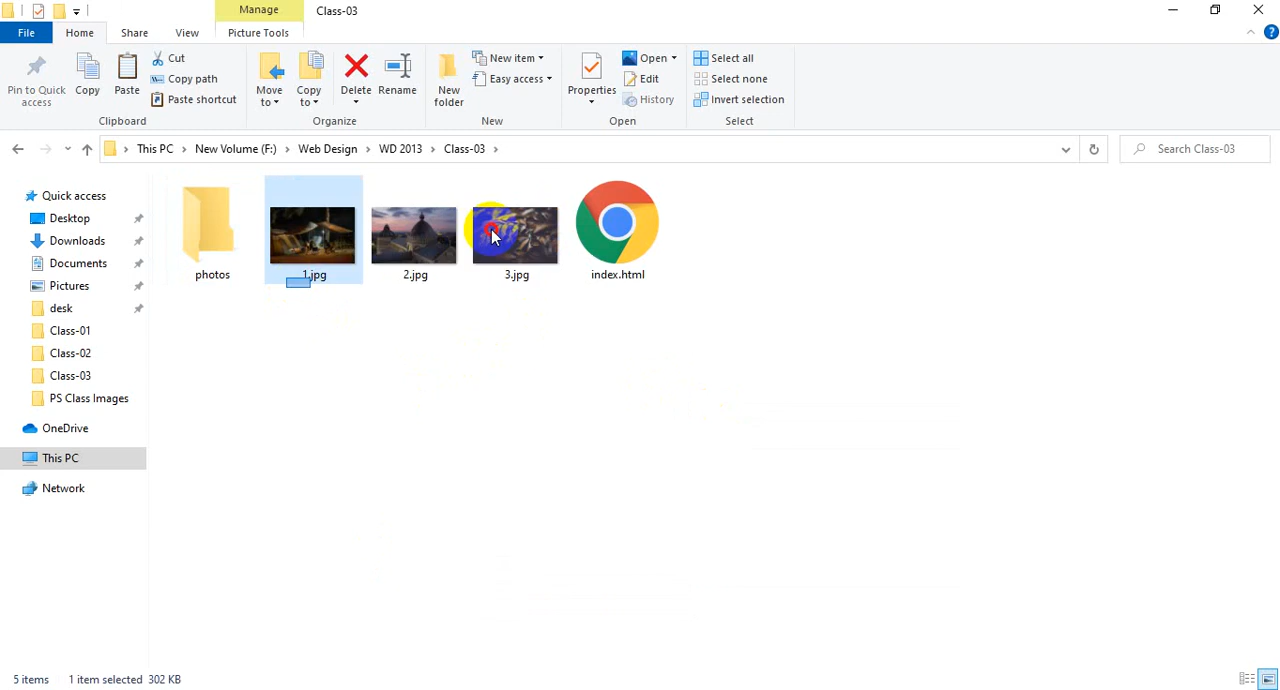 Manage
Class-03
File
Home
Share
View
Picture Tools
Pin to Quick
access
Copy
Paste
Cut
Copy path
Paste shortcut
Clipboard
Move
to
Copy
to
Delete
Rename
Organize
New
folder
New item
Easy access
New
Properties
Open
Edit
History
Open
Select all
Select none
Invert selection
Select
This PC
New Volume (F:)
Web Design
WD 2013
Class-03
Search Class-03
Quick access
Desktop
Downloads
Documents
Pictures
desk
Class-01
Class-02
Class-03
PS Class Images
OneDrive
This PC
Network
photos
1.jpg
2.jpg
3.jpg
index.html
5 items
1 item selected 302 KB